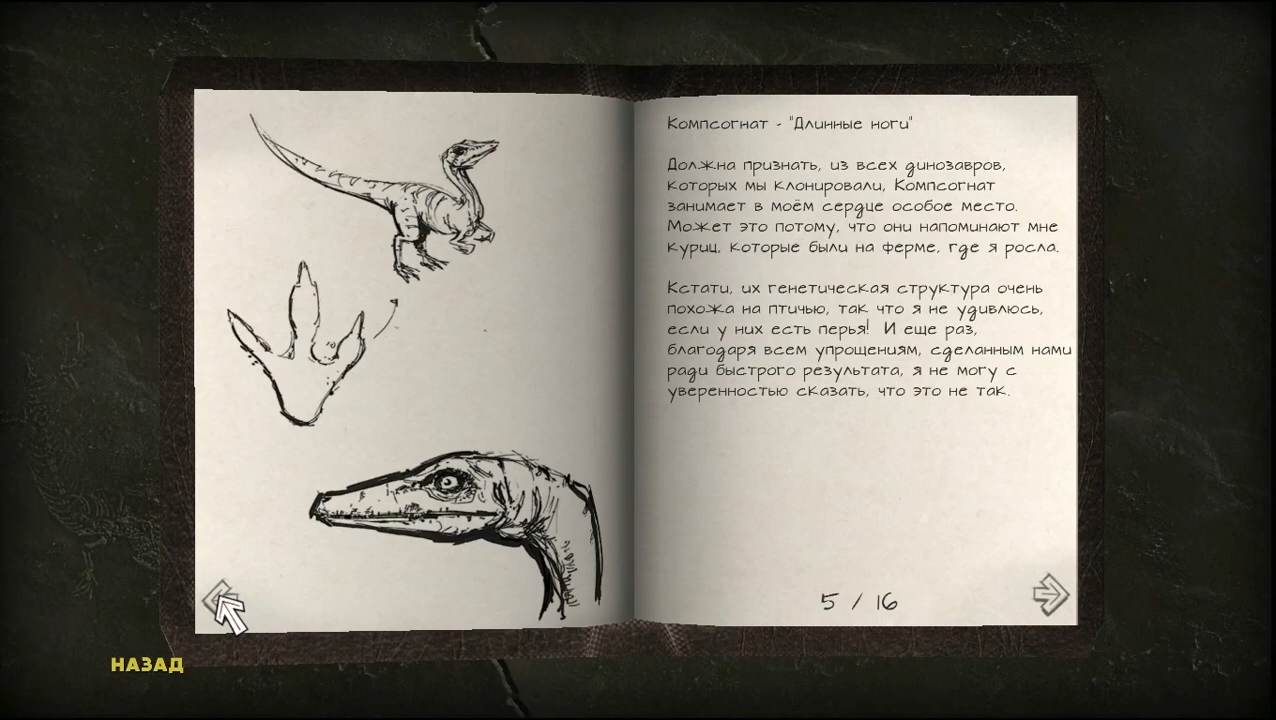 Компсогнат - "Длинные ноги"
Должна признать, из всех динозавров,
которых мы клонировали, Компсогнат
занимает в моём сердце особое место.
Может это потому, что они напоминают мне
куриц, которые были на ферме, где я росла.
Кстати, их генетическая структура очень
похожа на птичью, так что я не удивлюсь,
если у них есть перья! И еще раз,
благодаря всем упрощениям, сделанным нами
ради быстрого результата, я не могу с
уверенностью сказать, что это не так.
5 / 16
НАЗАД